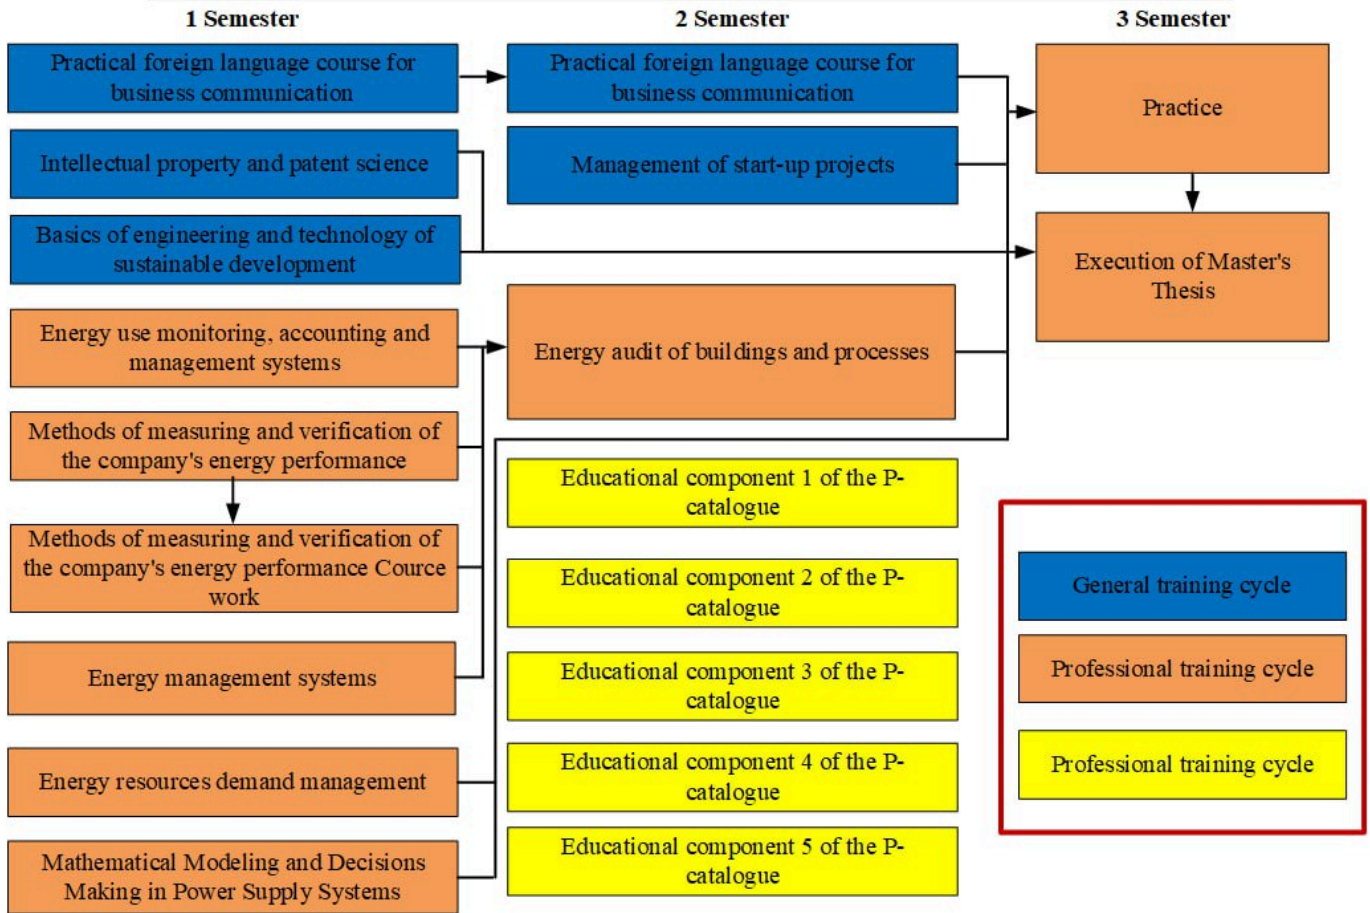 1 Semester
2 Semester
3 Semester
Practical foreign language course for
business communication
Intellectual property and patent science
Basics of engineering and technology of
sustainable development
Energy use monitoring, accounting and
management systems
Methods of measuring and verification of
the company's energy performance
Methods of measuring and verification of
the company's energy performance Cource
work
Energy management systems
Energy resources demand management
Mathematical Modeling and Decisions
Making in Power Supply Systems
Practical foreign language course for
business communication
Management of start-up projects
Energy audit of buildings and processes
Educational component 1 of the P-
catalogue
Educational component 2 of the P-
catalogue
Educational component 3 of the P-
catalogue
Educational component 4 of the P-
catalogue
Educational component 5 of the P-
catalogue
Practice
Execution of Master's
Thesis
General training cycle
Professional training cycle
Professional training cycle